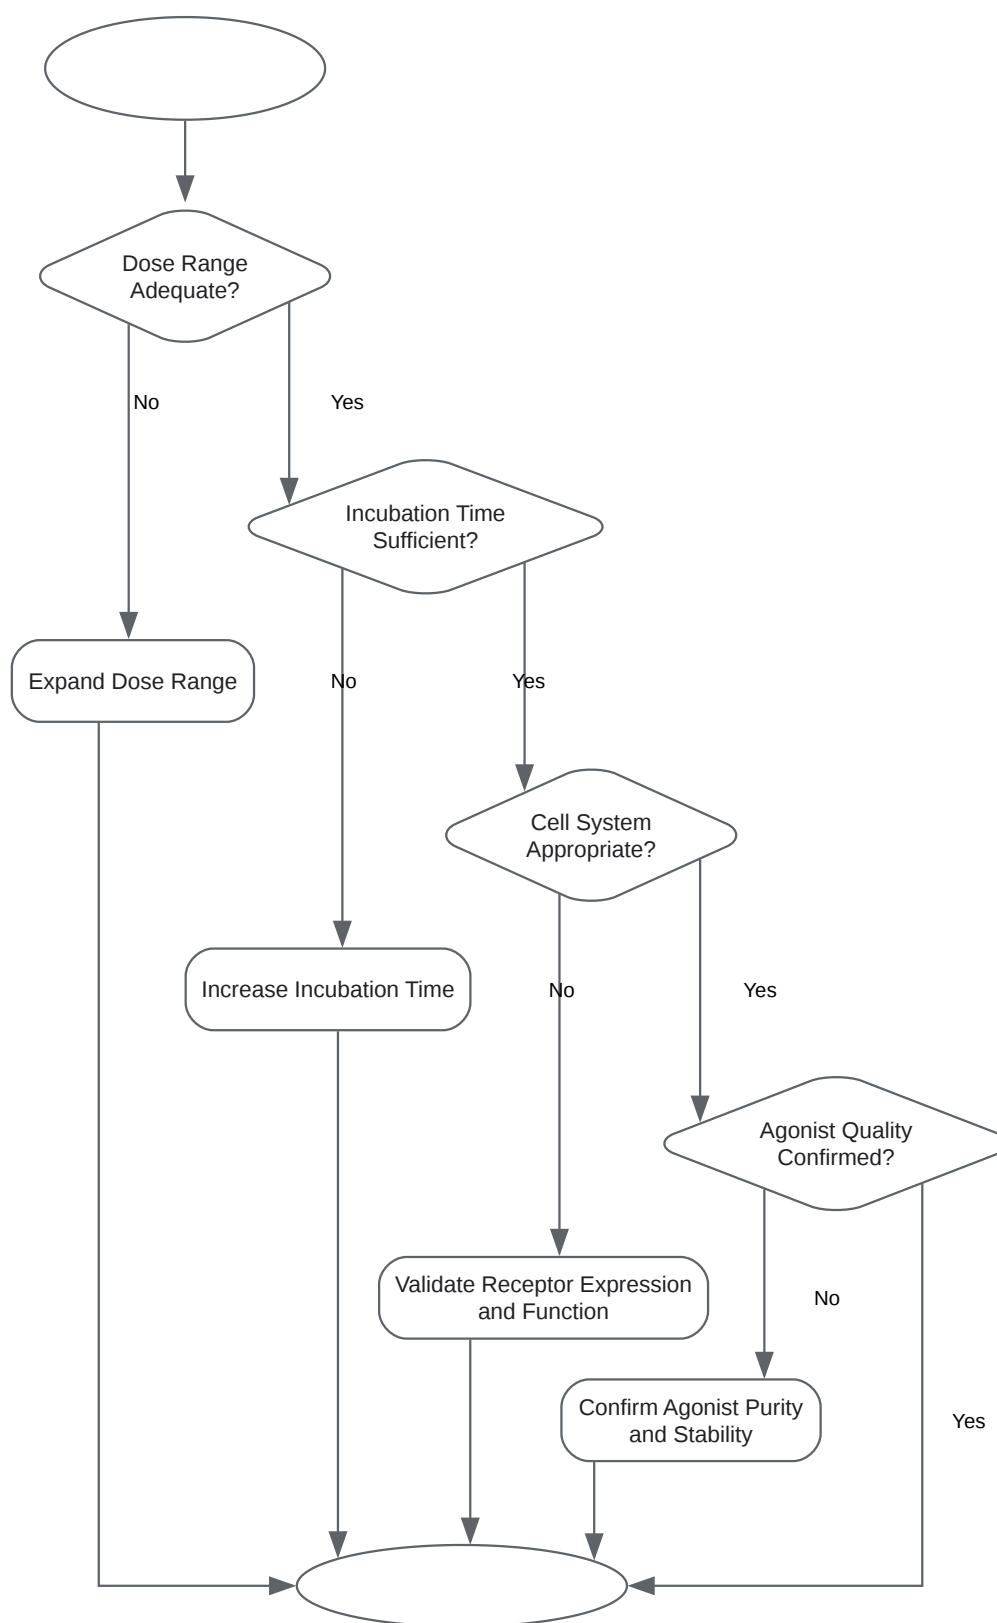 Dose Range
Adequate?
No
Yes
Incubation Time
Sufficient?
Expand Dose Range
No
Yes
Cell System
Appropriate?
Increase Incubation Time
No
Yes
Agonist Quality
Confirmed?
Validate Receptor Expression
and Function
No
Confirm Agonist Purity
and Stability
Yes